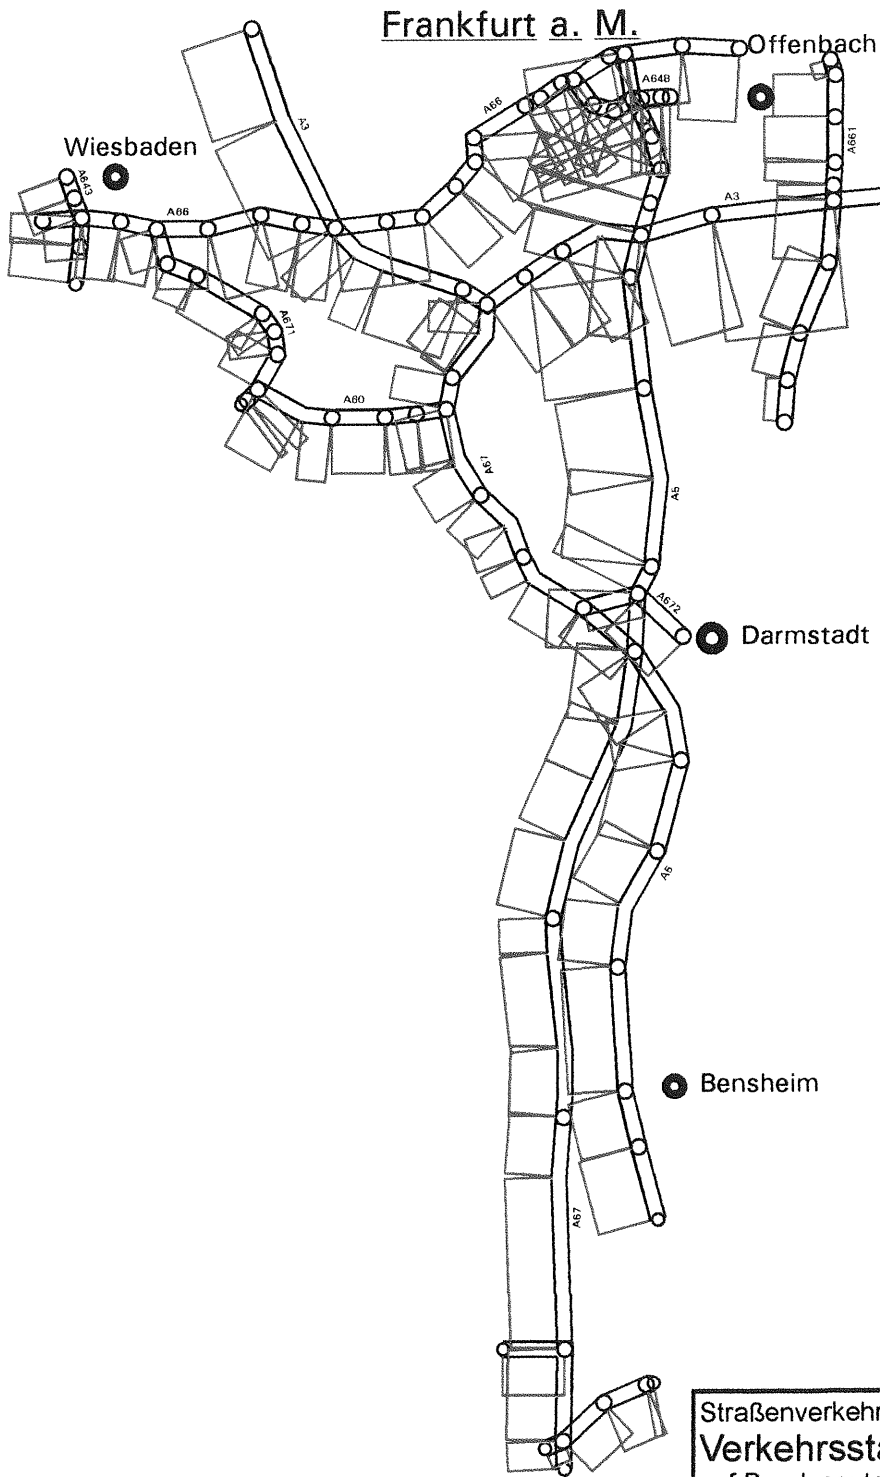 Frankfurt a. M.
Offenbach
A648
A66
A3
A661
Wiesbaden
A643
A66
A3
A671
A60
A67
A5
A672
Darmstadt
A5
Bensheim
A67
Straßenverkehr
Verkehrsstä